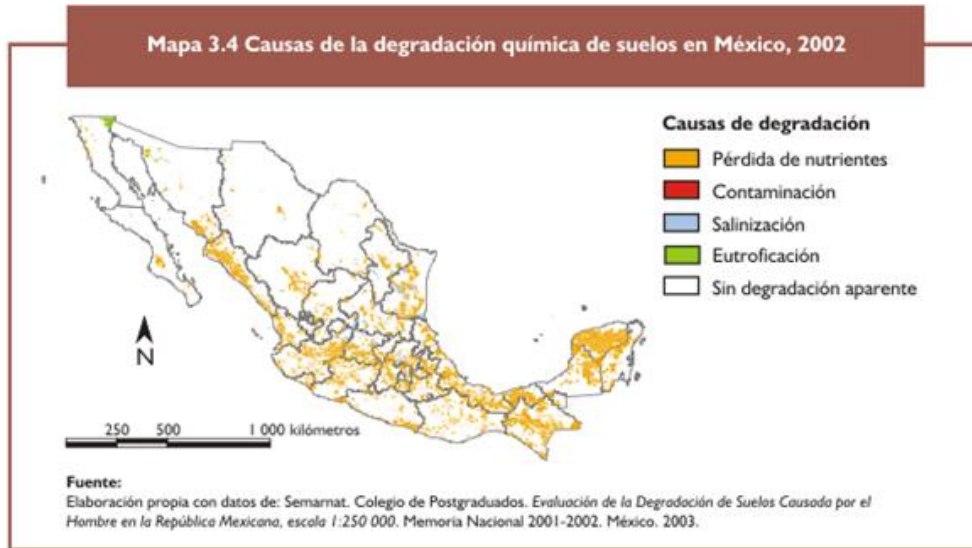 Mapa 3.4 Causas de la degradación química de suelos en México, 2002
Causas de degradación
Pérdida de nutrientes
Contaminación
Salinización
Eutroficación
Sin degradación aparente
N
250 500 1 000 kilómetros
Fuente:
Elaboración propia con datos de: Semarnat. Colegio de Postgraduados. Evaluación de la Degradación de Suelos Causada por el
Hombre en la República Mexicana, escala 1:250 000. Memoria Nacional 2001-2002. México. 2003.